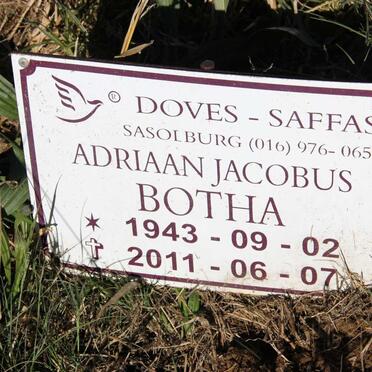 ®
DOVES - SAFFAS
SASOLBURG (016) 976- 065
ADRIAAN JACOBUS
BOTHA
1943 - 09 - 02
2011 - 06 - 07